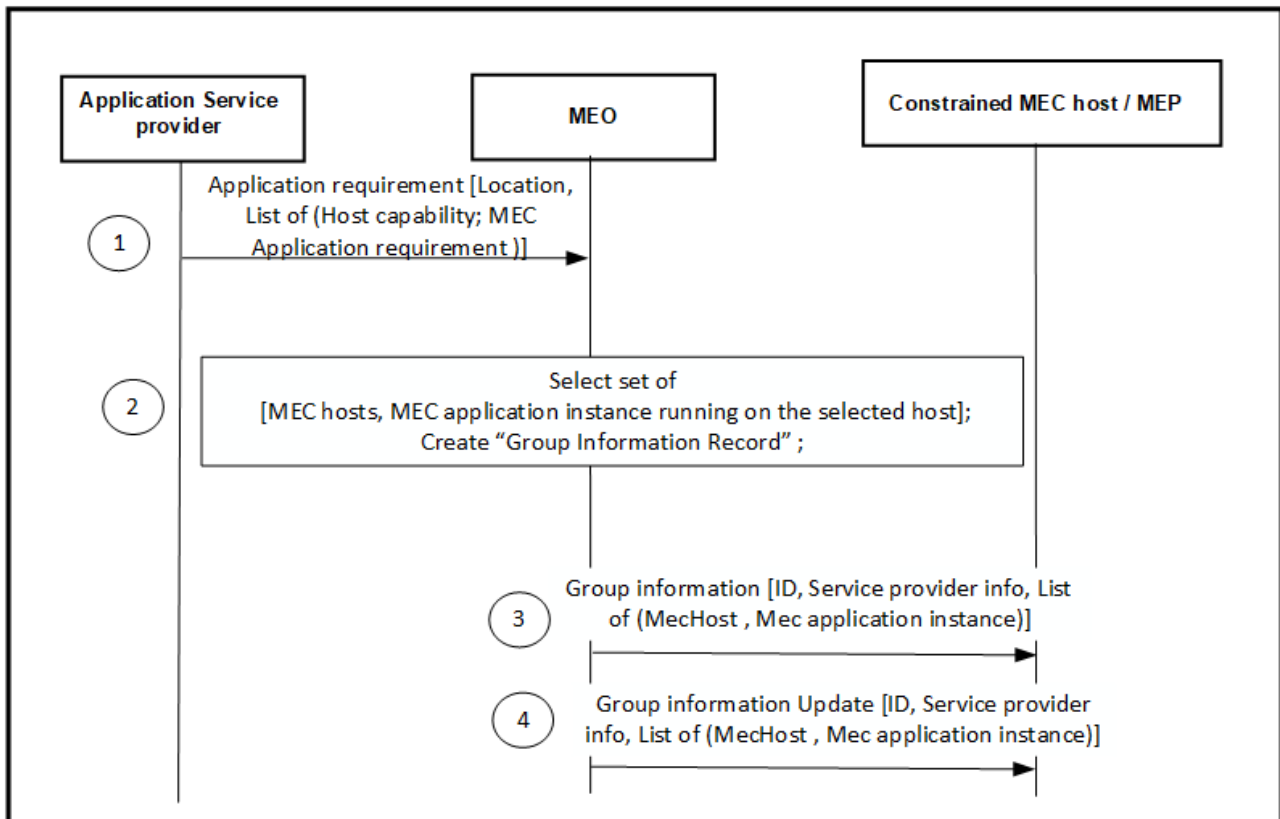 Application Service
provider
MEO
Constrained MEC host / MEP
Application requirement [Location,
List of (Host capability; MEC
Application requirement )]
1
2
Select set of
[MEC hosts, MEC application instance running on the selected host];
Create “Group Information Record” ;
Group information [ID, Service provider info, List
of (MecHost , Mec application instance)]
3
4
Group information Update [ID, Service provider
info, List of (MecHost , Mec application instance)]